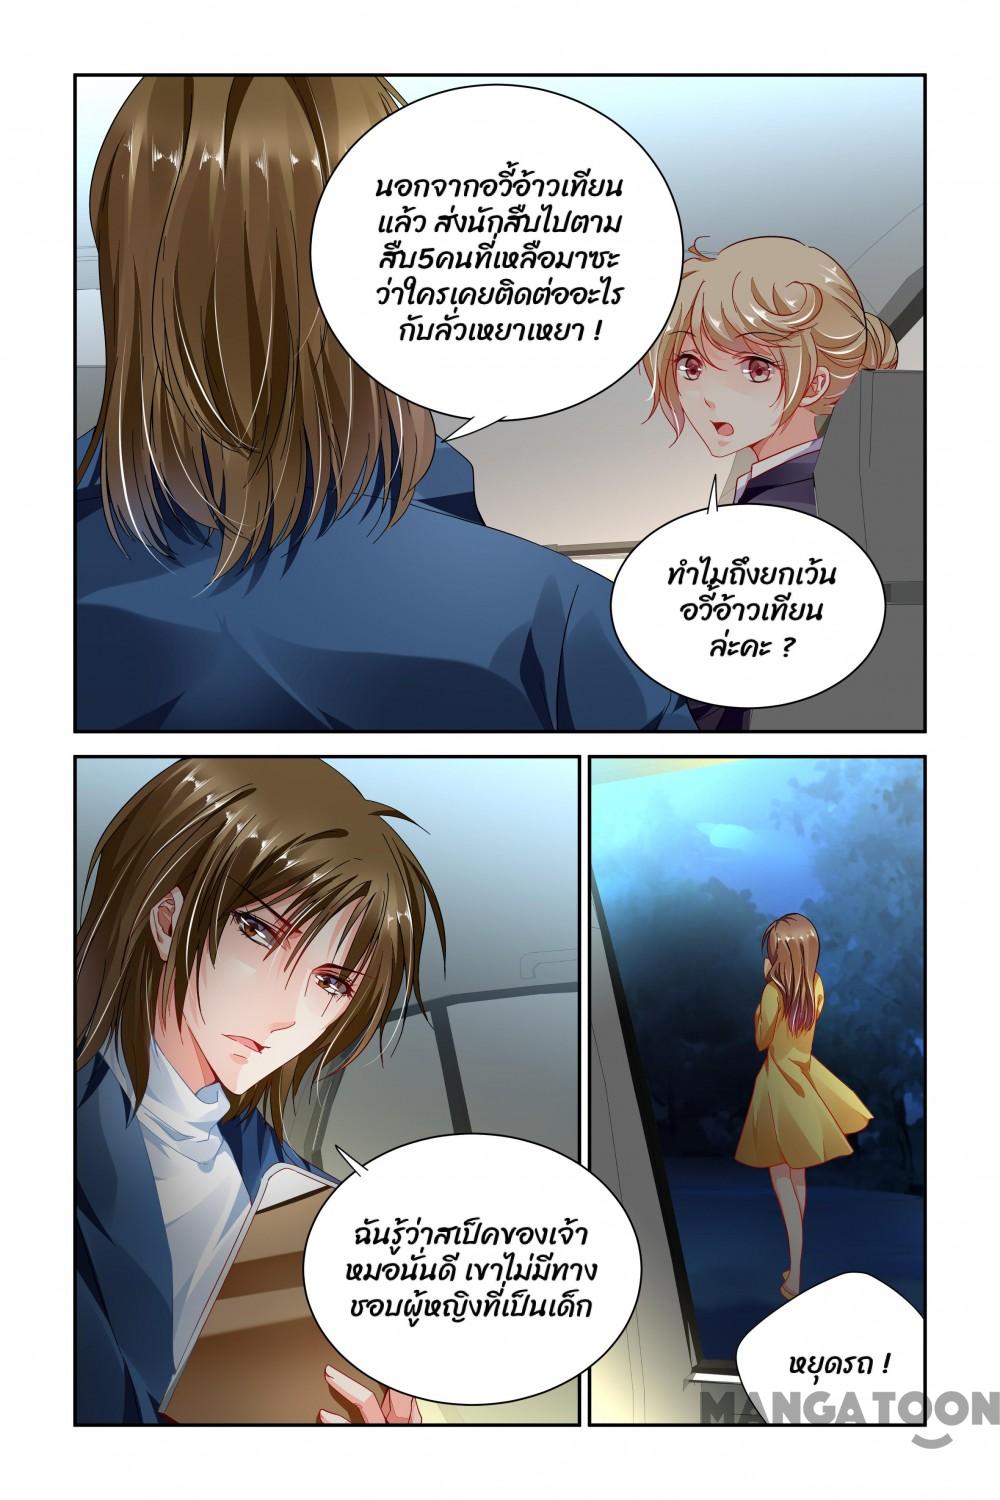 นอกจากอวี้อ้าวเทียน
แล้ว ส่งนักสืบไปตาม
สืบ5คนที่เหลือมาซะ
ว่าใครเคยติดต่ออะไร
กับลั่วเหยาเหยา !
ทำไมถึงยกเว้น
อวี้อ้าวเทียน
ล่ะคะ ?
ฉันรู้ว่าสเป็คของเจ้า
หมอนั่นดี เขาไม่มีทาง
ชอบผู้หญิงที่เป็นเด็ก
หยุดรถ !
MANGATOON